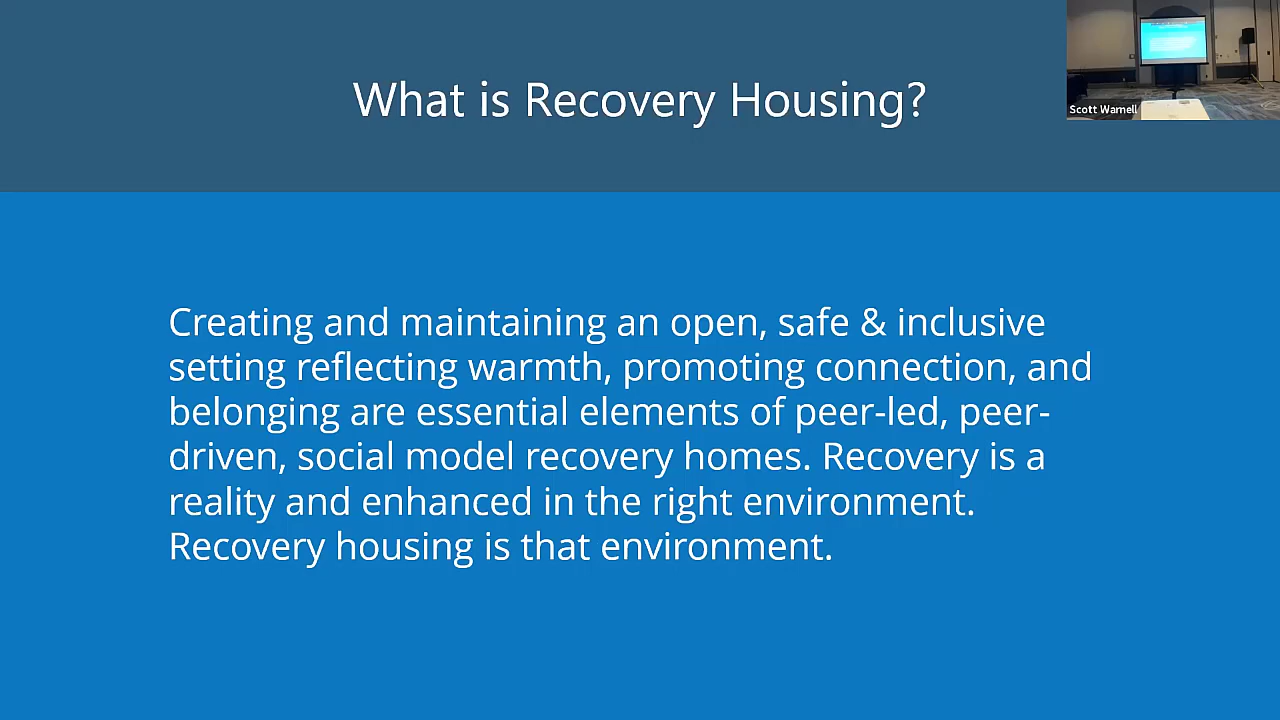 What is Recovery Housing?
Scott Warnell
Creating and maintaining an open, safe & inclusive
setting reflecting warmth, promoting connection, and
belonging are essential elements of peer-led, peer-
driven, social model recovery homes. Recovery is a
reality and enhanced in the right environment.
Recovery housing is that environment.